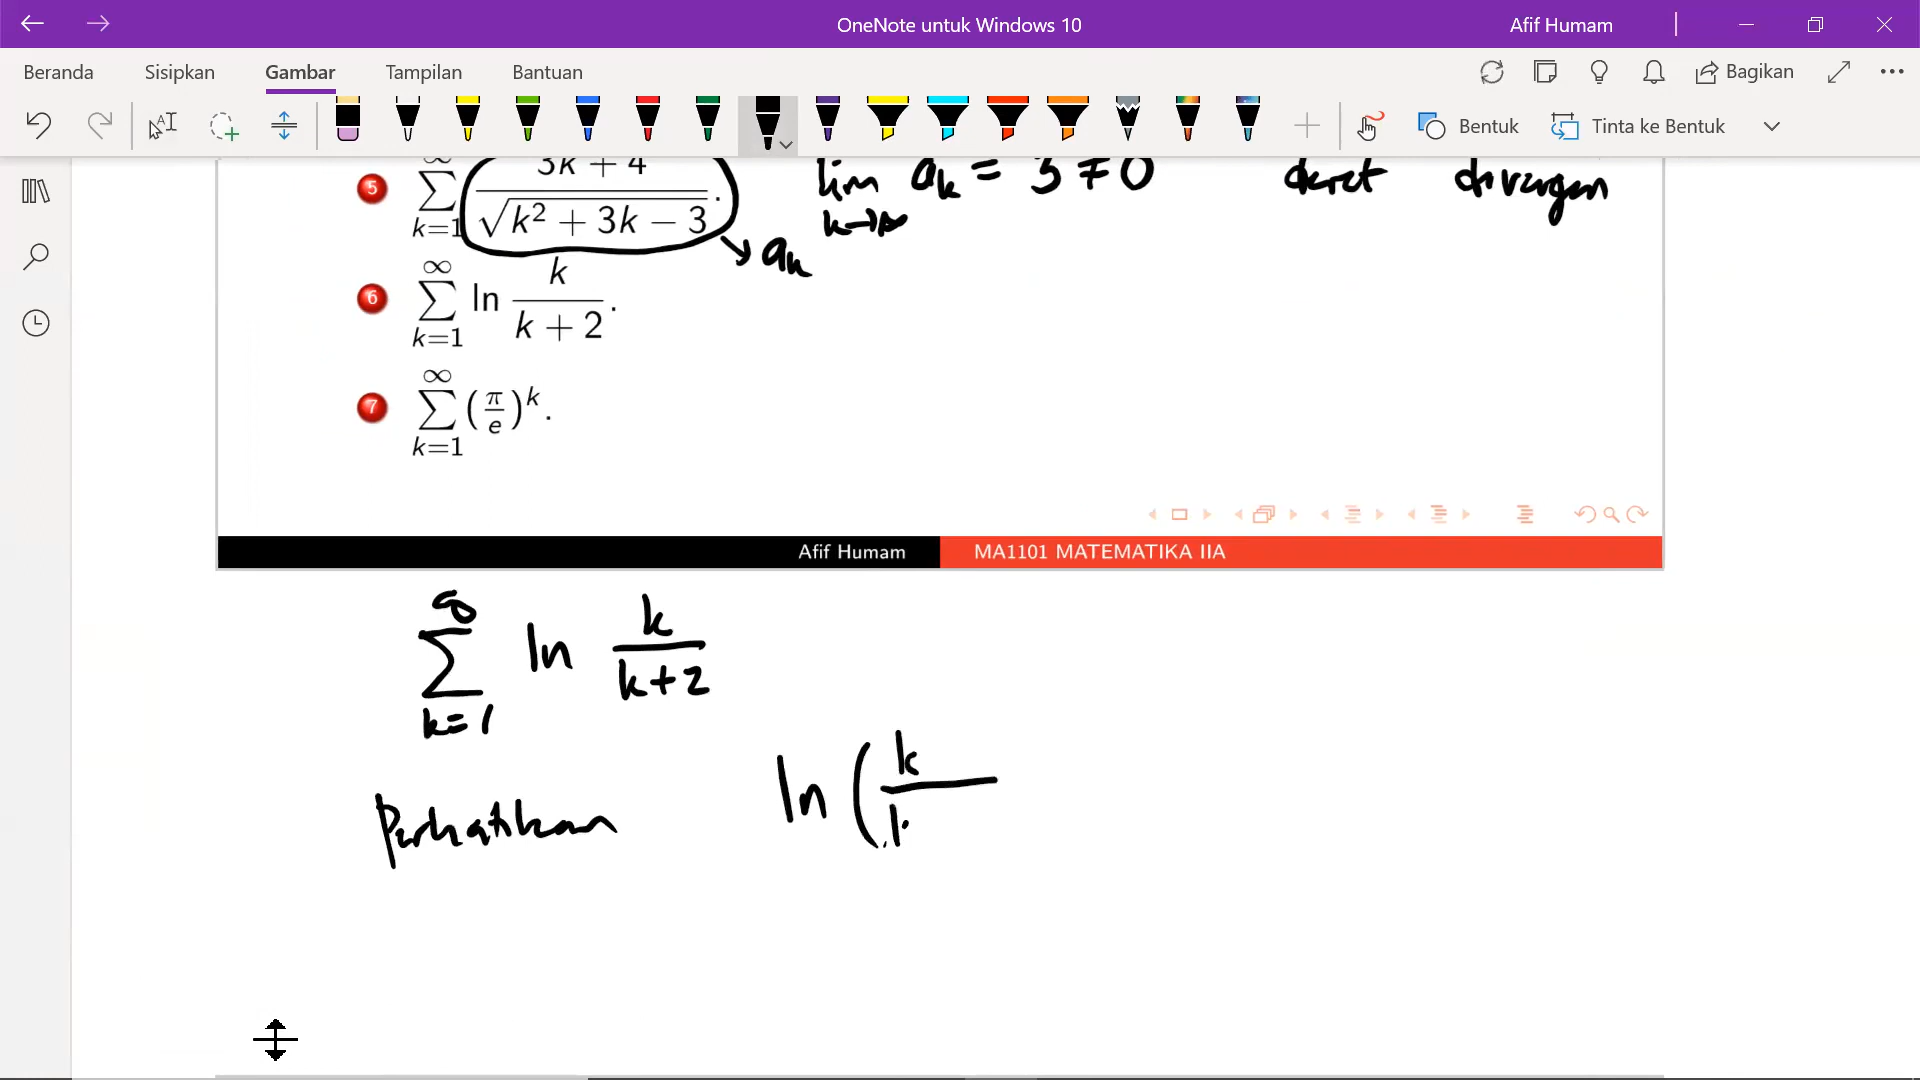 OneNote untuk Windows 10
Afif Humam
Beranda Sisipkan Gambar Tampilan Bantuan
Bagikan
Bentuk Tinta ke Bentuk
5 ∞ ∑ k=1 3k + 4 / √k² + 3k − 3 .
lim k→∞ aₖ = 3 ≠ 0 deret divergen
aₖ
6 ∞ ∑ k=1 ln k / k + 2 .
7 ∞ ∑ k=1 (π/e)ᵏ.
Afif Humam MA1101 MATEMATIKA IIA
∞ ∑ k=1 ln k / k+2
Perhatikan ln ( k /